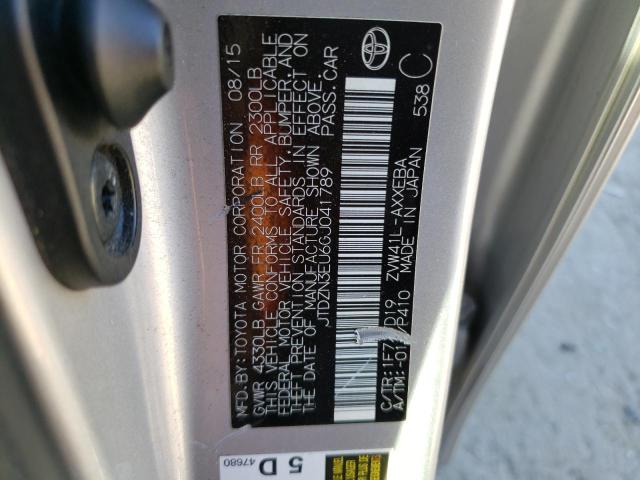 MFD.BY:TOYOTA MOTOR CORPORATION 08/15
GVWR 4330LB GAWR FR 2400LB RR 2300LB
THIS VEHICLE CONFORMS TO ALL APPLICABLE
FEDERAL MOTOR VEHICLE SAFETY, BUMPER, AND
THEFT PREVENTION STANDARDS IN EFFECT ON
THE DATE OF MANUFACTURE SHOWN ABOVE.
JTDZN3EU6GJ041789 PASS.CAR
C/TR:1F7 D19 ZVW41L-AXXEBA
A/TM:-01 P410 MADE IN JAPAN 538 C
5 D
47680